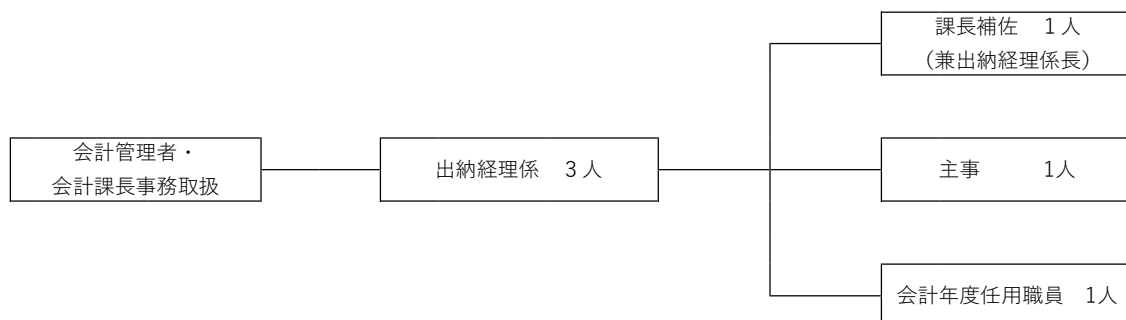 会計管理者・
会計課長事務取扱
出納経理係　３人
課長補佐　１人
（兼出納経理係長）
主事　　　1人
会計年度任用職員　1人